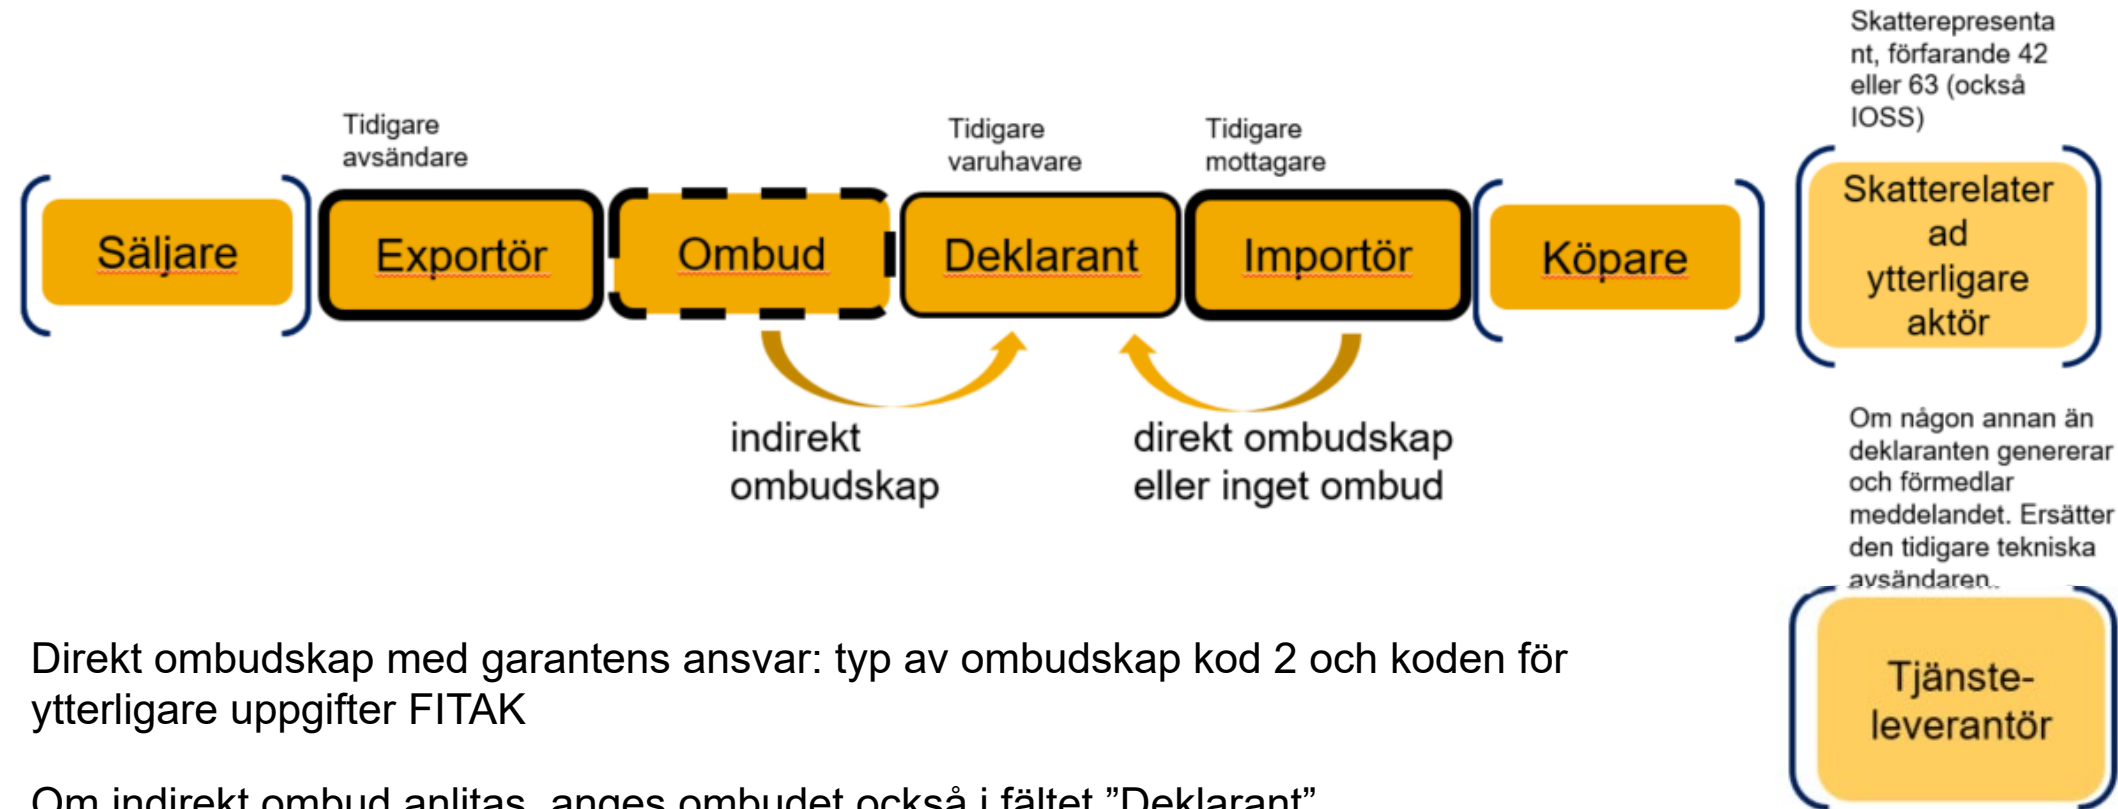 Skatterepresenta
nt, förfarande 42
eller 63 (också
IOSS)
Tidigare
avsändare
Tidigare
varuhavare
Tidigare
mottagare
Säljare
Exportör
Ombud
Deklarant
Importör
Köpare
Skatterelater
ad
ytterligare
aktör
indirekt
ombudskap
direkt ombudskap
eller inget ombud
Om någon annan än
deklaranten genererar
och förmedlar
meddelandet. Ersätter
den tidigare tekniska
avsändaren.
Tjänste-
leverantör
Direkt ombudskap med garantens ansvar: typ av ombudskap kod 2 och koden för
ytterligare uppgifter FITAK
Om indirekt ombud anlitas, anges ombudet också i fältet ”Deklarant”